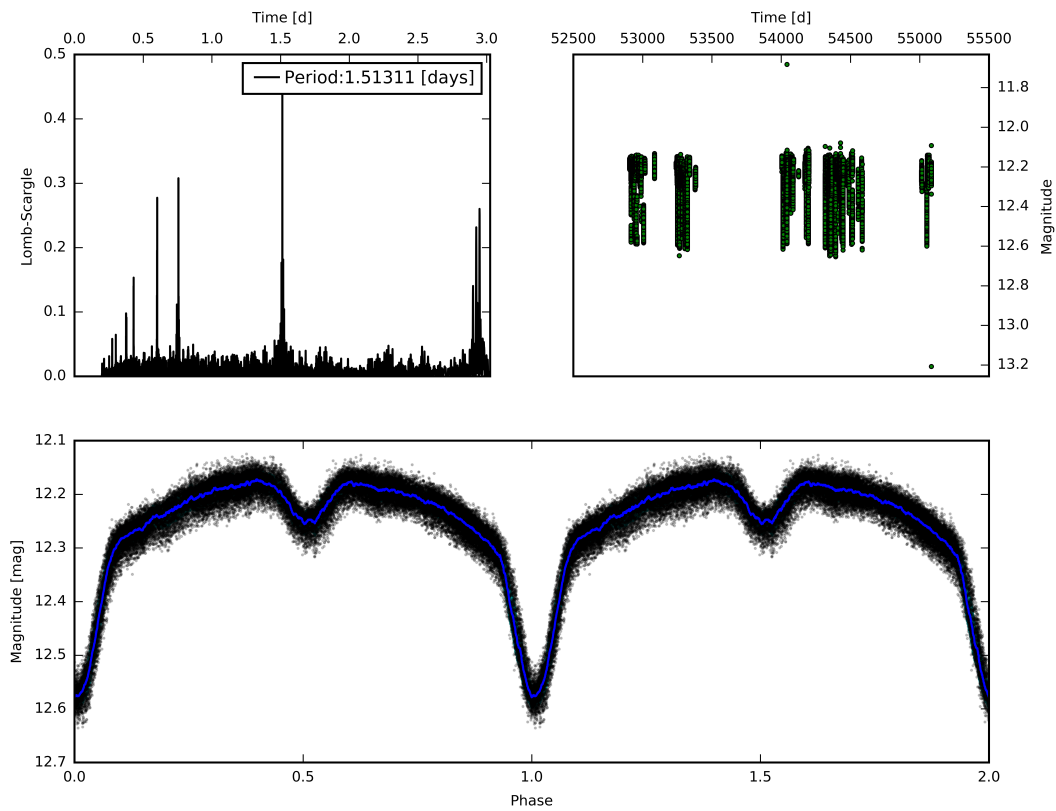 Time [d]
0.0 0.5 1.0 1.5 2.0 2.5 3.0
0.5
0.4
0.3
0.2
0.1
0.0
Lomb-Scargle
Period:1.51311 [days]
Time [d]
52500 53000 53500 54000 54500 55000 55500
11.8
12.0
12.2
12.4
12.6
12.8
13.0
13.2
Magnitude
12.1
12.2
12.3
12.4
12.5
12.6
12.7
Magnitude [mag]
0.0 0.5 1.0 1.5 2.0
Phase